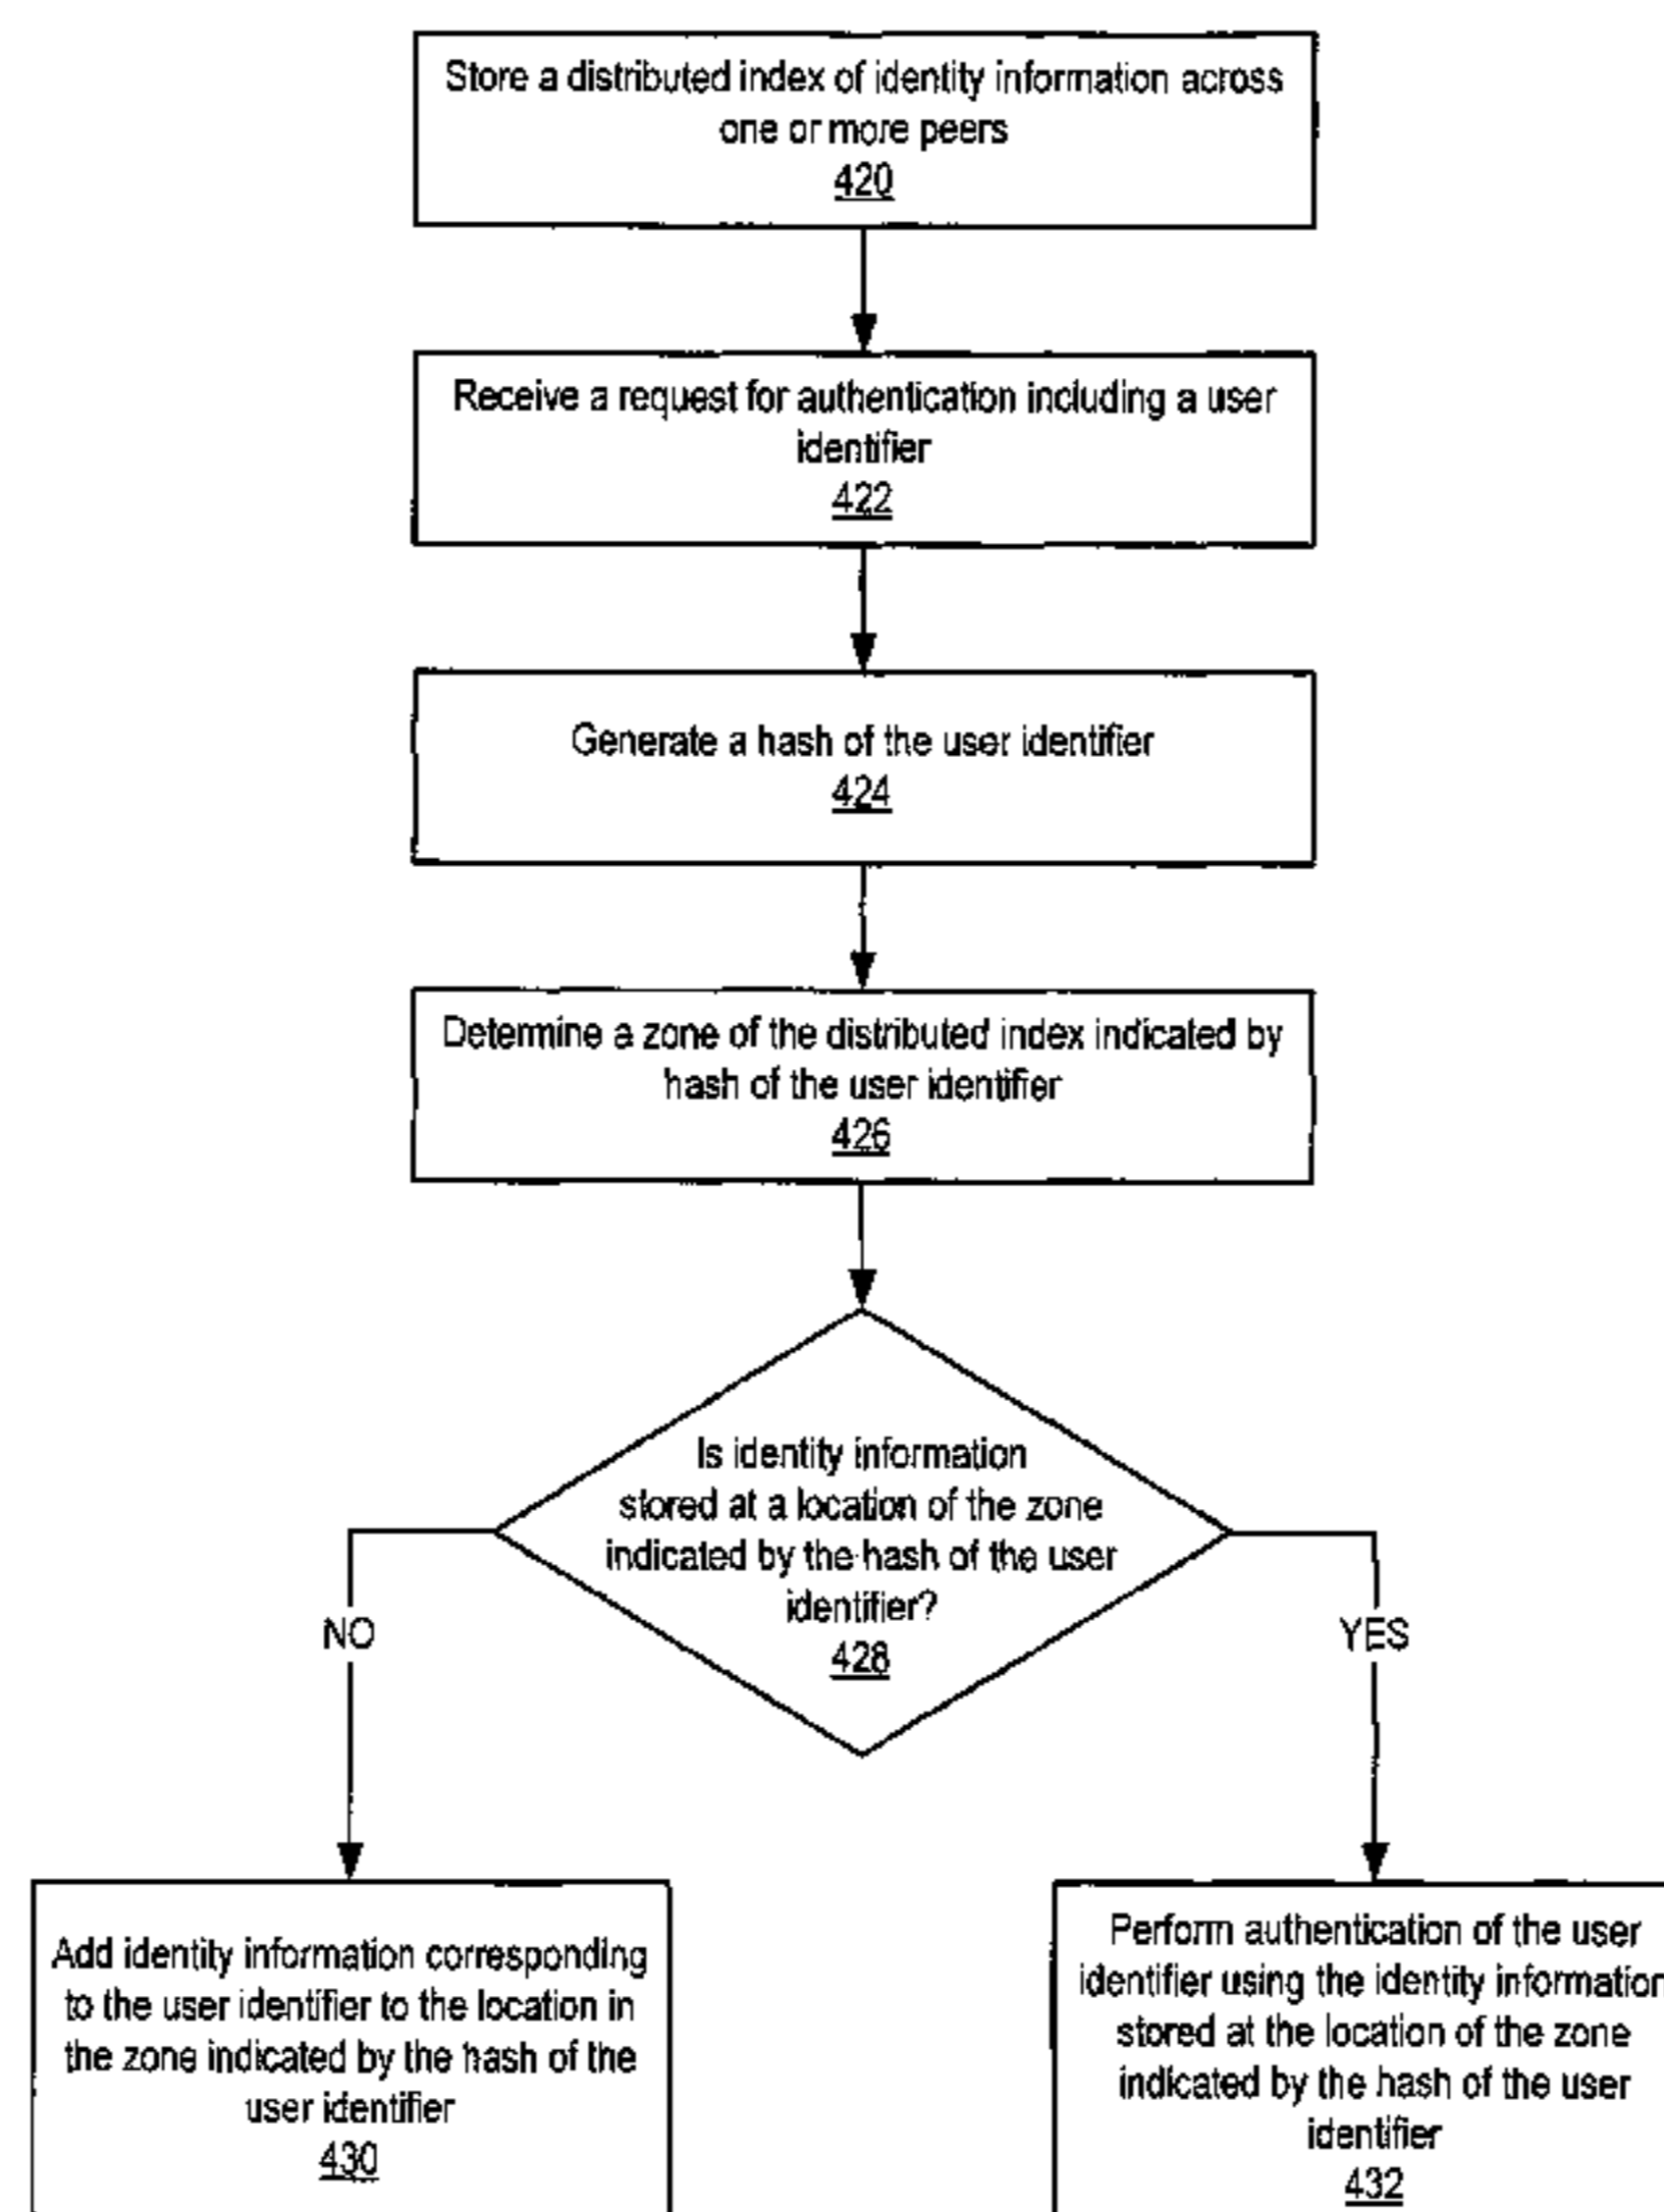 Store a distributed index of identity information across
one or more peers
420
Receive a request for authentication including a user
identifier
422
Generate a hash of the user identifier
424
Determine a zone of the distributed index indicated by
hash of the user identifier
426
Is identity information
stored at a location of the zone
indicated by the hash of the user
identifier?
428
NO
YES
Add identity information corresponding
to the user identifier to the location in
the zone indicated by the hash of the
user identifier
430
Perform authentication of the user
identifier using the identity information
stored at the location of the zone
indicated by the hash of the user
identifier
432